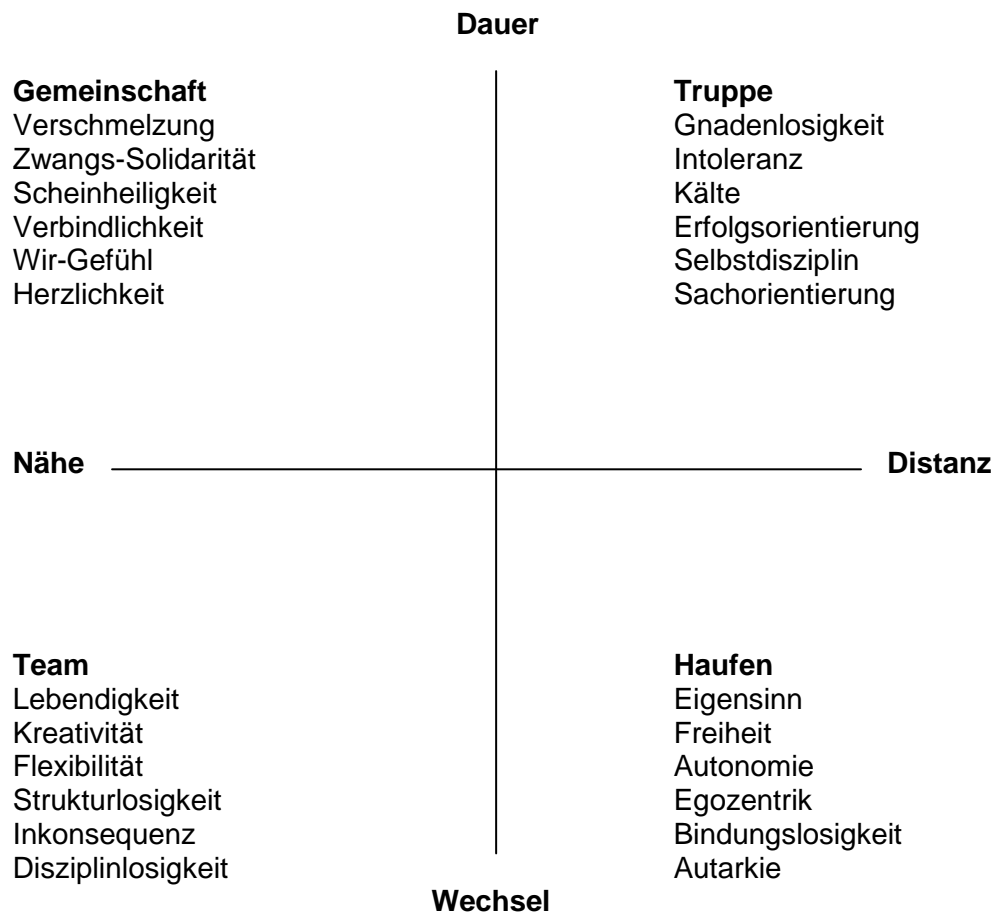 Dauer
Gemeinschaft
Verschmelzung
Zwangs-Solidarität
Scheinheiligkeit
Verbindlichkeit
Wir-Gefühl
Herzlichkeit
Truppe
Gnadenlosigkeit
Intoleranz
Kälte
Erfolgsorientierung
Selbstdisziplin
Sachorientierung
Nähe
Distanz
Team
Lebendigkeit
Kreativität
Flexibilität
Strukturlosigkeit
Inkonsequenz
Disziplinlosigkeit
Haufen
Eigensinn
Freiheit
Autonomie
Egozentrik
Bindungslosigkeit
Autarkie
Wechsel